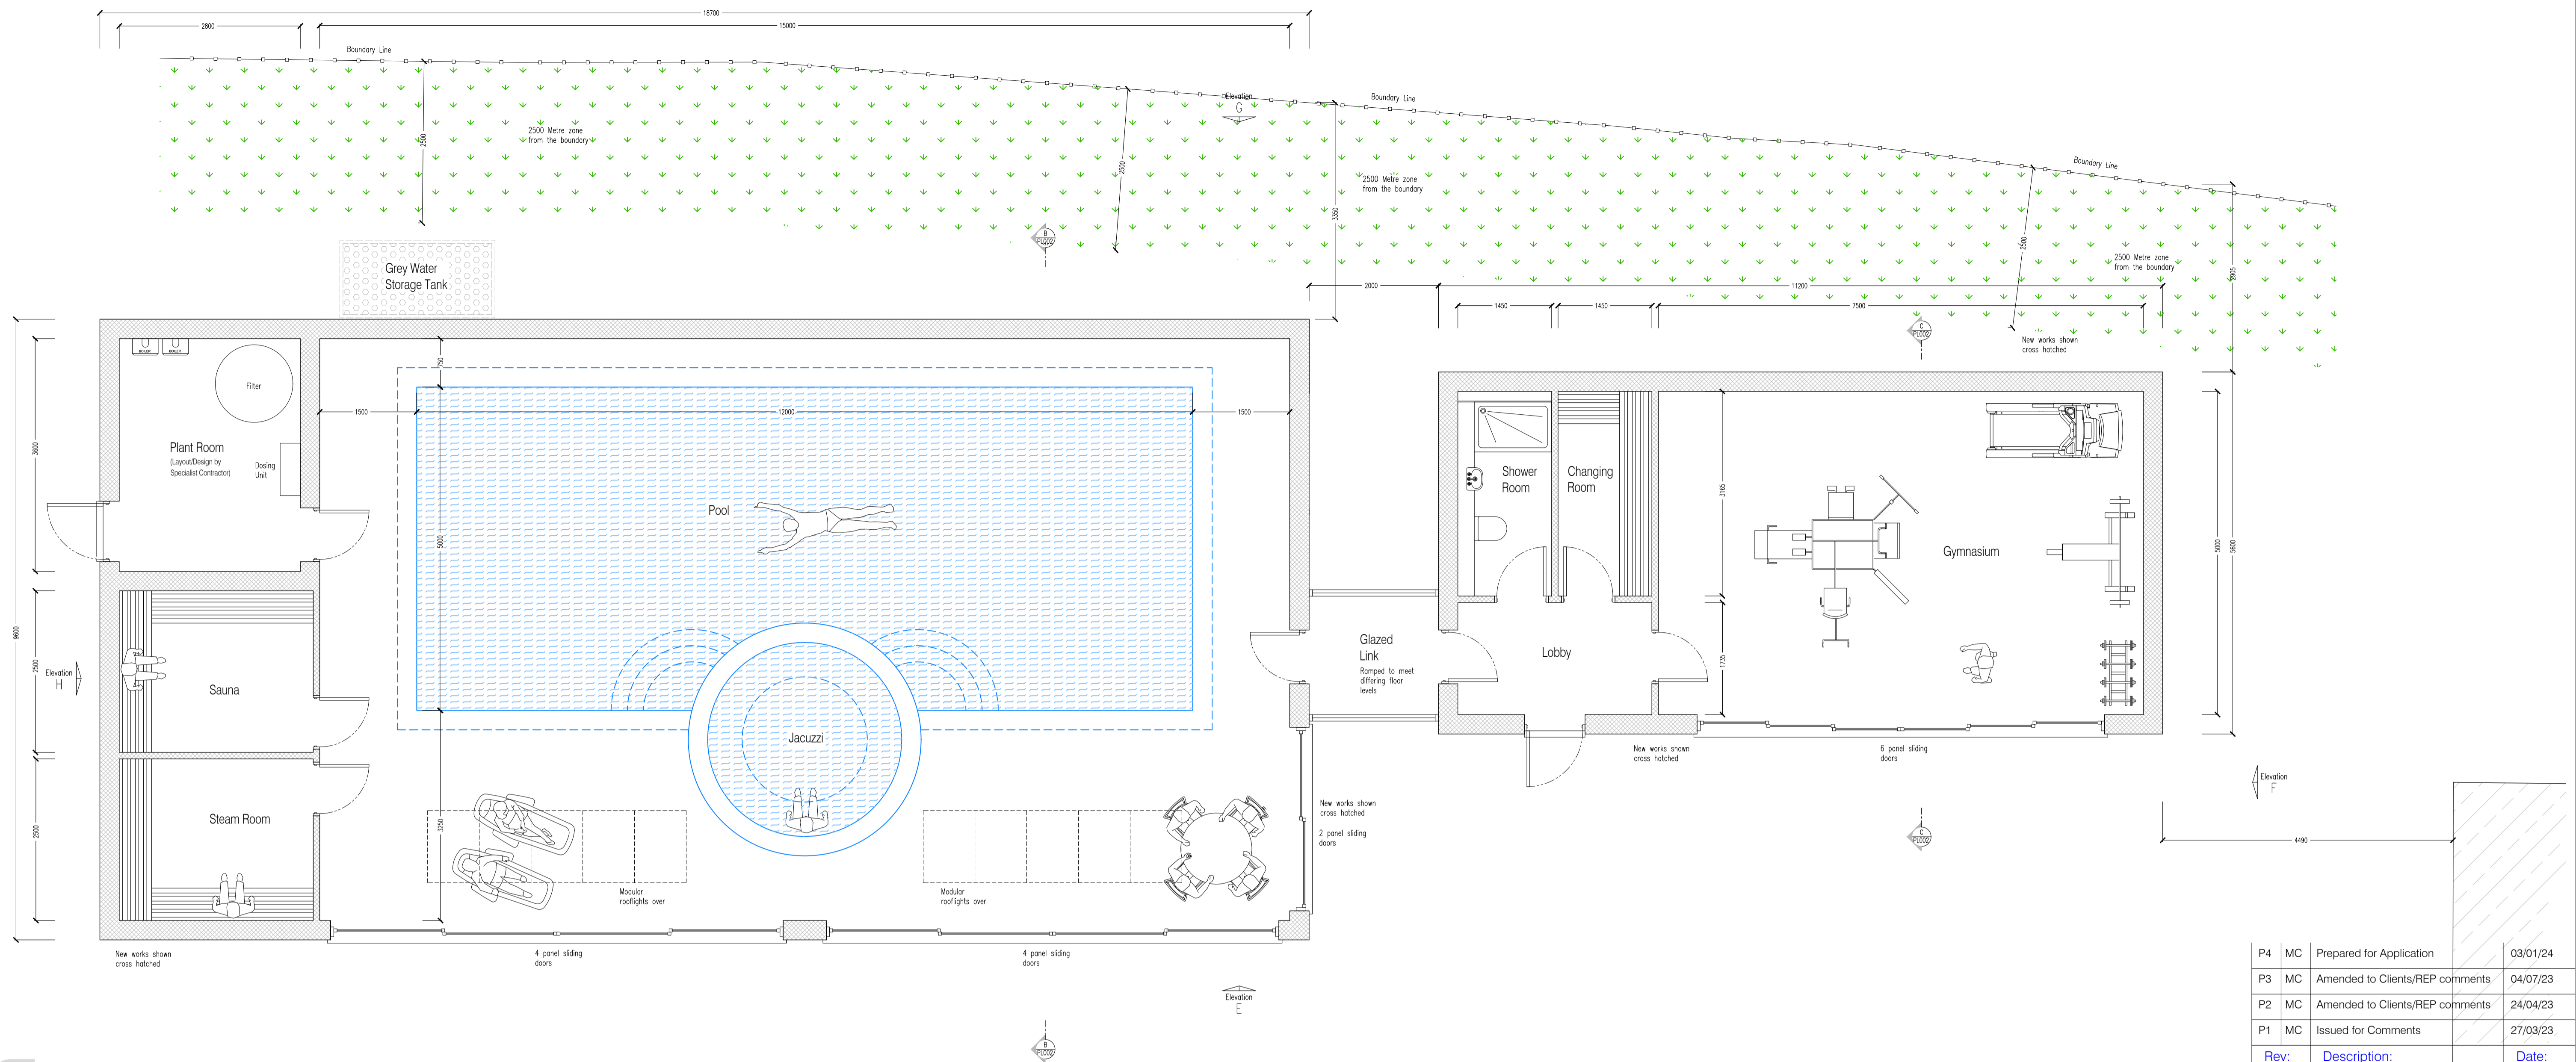 18700
2800
15000
Boundary Line
Elevation
G
Boundary Line
2500 Metre zone
from the boundary
2500
2500
2500 Metre zone
from the boundary
3350
Boundary Line
2500
2500 Metre zone
from the boundary
2905
B
PL002
Grey Water
Storage Tank
2000
11200
1450
1450
7500
C
PL002
New works shown
cross hatched
BOILER
BOILER
Filter
750
1500
12000
1500
3600
Plant Room
(Layout/Design by
Specialist Contractor)
Dosing
Unit
Pool
5000
Shower
Room
Changing
Room
3165
Gymnasium
5000
5600
9600
2500
Elevation
H
Sauna
Glazed
Link
Ramped to meet
differing floor
levels
Lobby
1735
Jacuzzi
New works shown
cross hatched
6 panel sliding
doors
Elevation
F
2500
Steam Room
3250
New works shown
cross hatched
2 panel sliding
doors
C
PL002
4490
Modular
rooflights over
Modular
rooflights over
New works shown
cross hatched
4 panel sliding
doors
4 panel sliding
doors
Elevation
E
B
PL002
P4 MC Prepared for Application 03/01/24
P3 MC Amended to Clients/REP comments 04/07/23
P2 MC Amended to Clients/REP comments 24/04/23
P1 MC Issued for Comments 27/03/23
Rev: Description: Date: